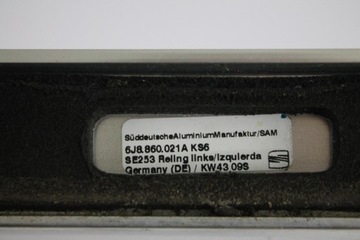 SüddeutscheAluminiumManufaktur/SAM
6J8.860.021A KS6
SE253 Reling links/izquierda
Germany (DE) / KW43 09S